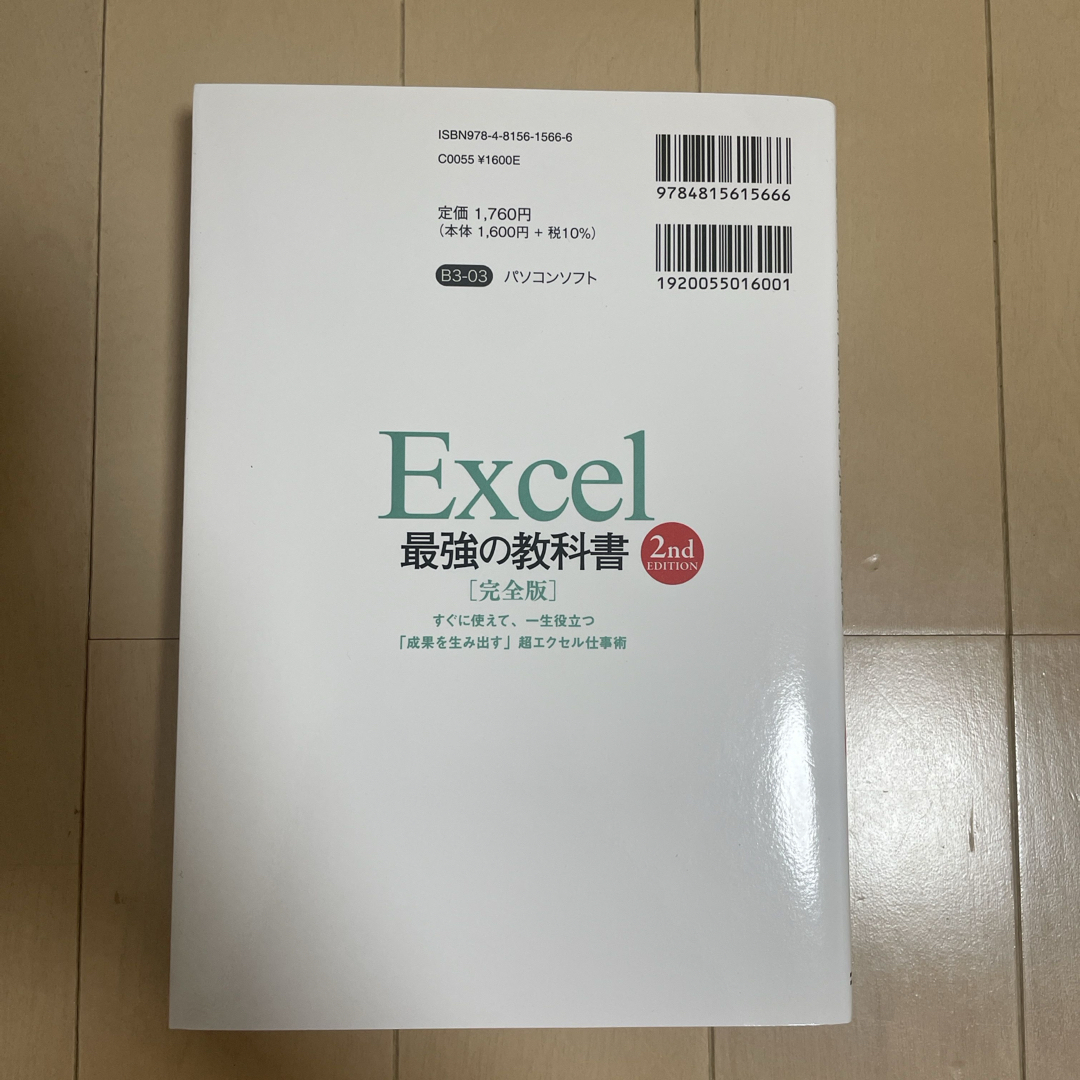 ISBN978-4-8156-1566-6
C0055 ¥1600E
定価 1,760円
(本体 1,600円 + 税10%)
B3-03 パソコンソフト
9784815615666
1920055016001
Excel
最強の教科書
2nd
EDITION
[完全版]
すぐに使えて、一生役立つ
「成果を生み出す」超エクセル仕事術